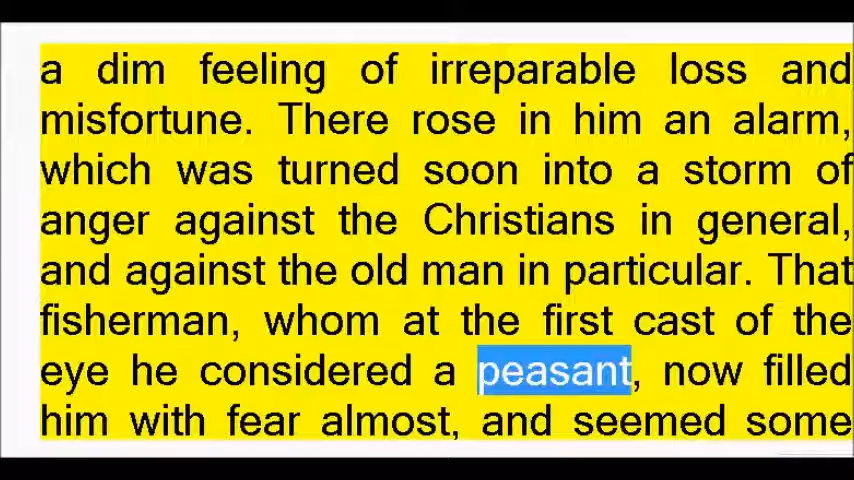 a dim feeling of irreparable loss and
misfortune. There rose in him an alarm,
which was turned soon into a storm of
anger against the Christians in general,
and against the old man in particular. That
fisherman, whom at the first cast of the
eye he considered a peasant, now filled
him with fear almost, and seemed some